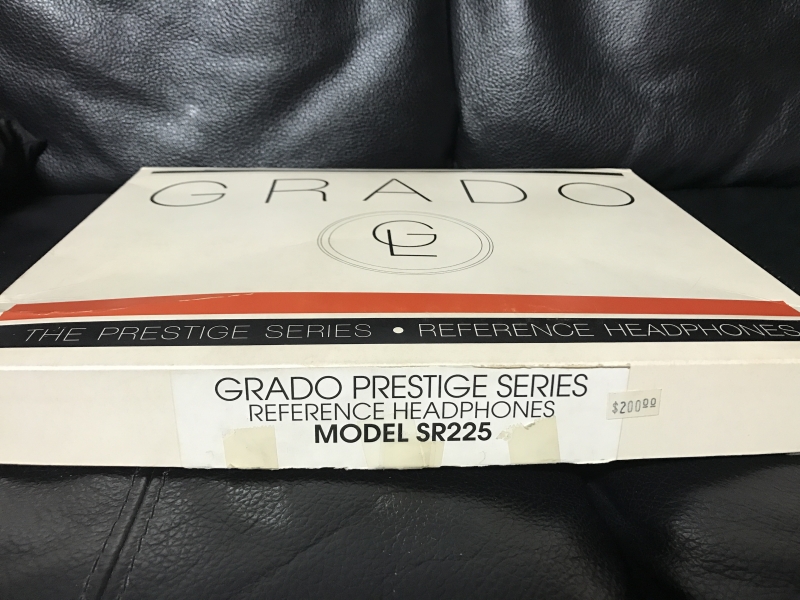 GRADO
GL
THE PRESTIGE SERIES • REFERENCE HEADPHONES
GRADO PRESTIGE SERIES
REFERENCE HEADPHONES
MODEL SR225
$200.00